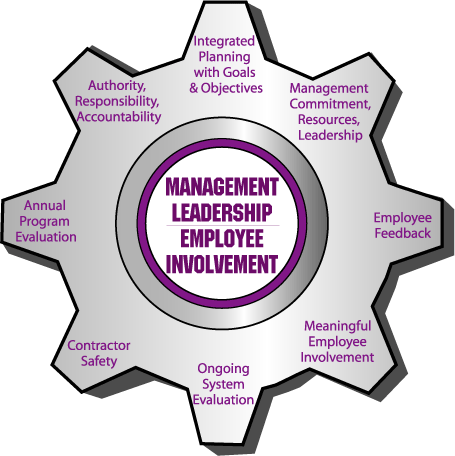 Integrated
Planning
with Goals
& Objectives
Management
Commitment,
Resources,
Leadership
Employee
Feedback
Meaningful
Employee
Involvement
Ongoing
System
Evaluation
Contractor
Safety
Annual
Program
Evaluation
Authority,
Responsibility,
Accountability
MANAGEMENT
LEADERSHIP
EMPLOYEE
INVOLVEMENT